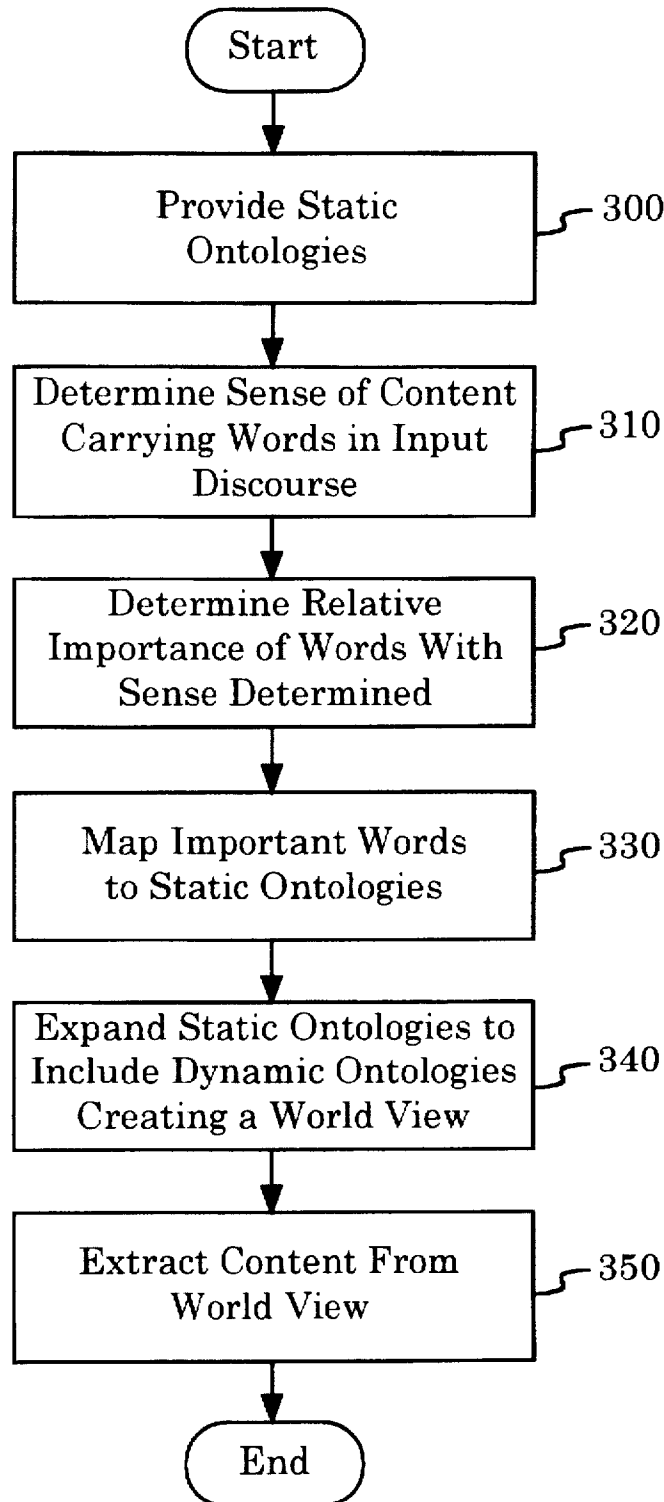 Start
Provide Static
Ontologies
300
Determine Sense of Content
Carrying Words in Input
Discourse
310
Determine Relative
Importance of Words With
Sense Determined
320
Map Important Words
to Static Ontologies
330
Expand Static Ontologies to
Include Dynamic Ontologies
Creating a World View
340
Extract Content From
World View
350
End